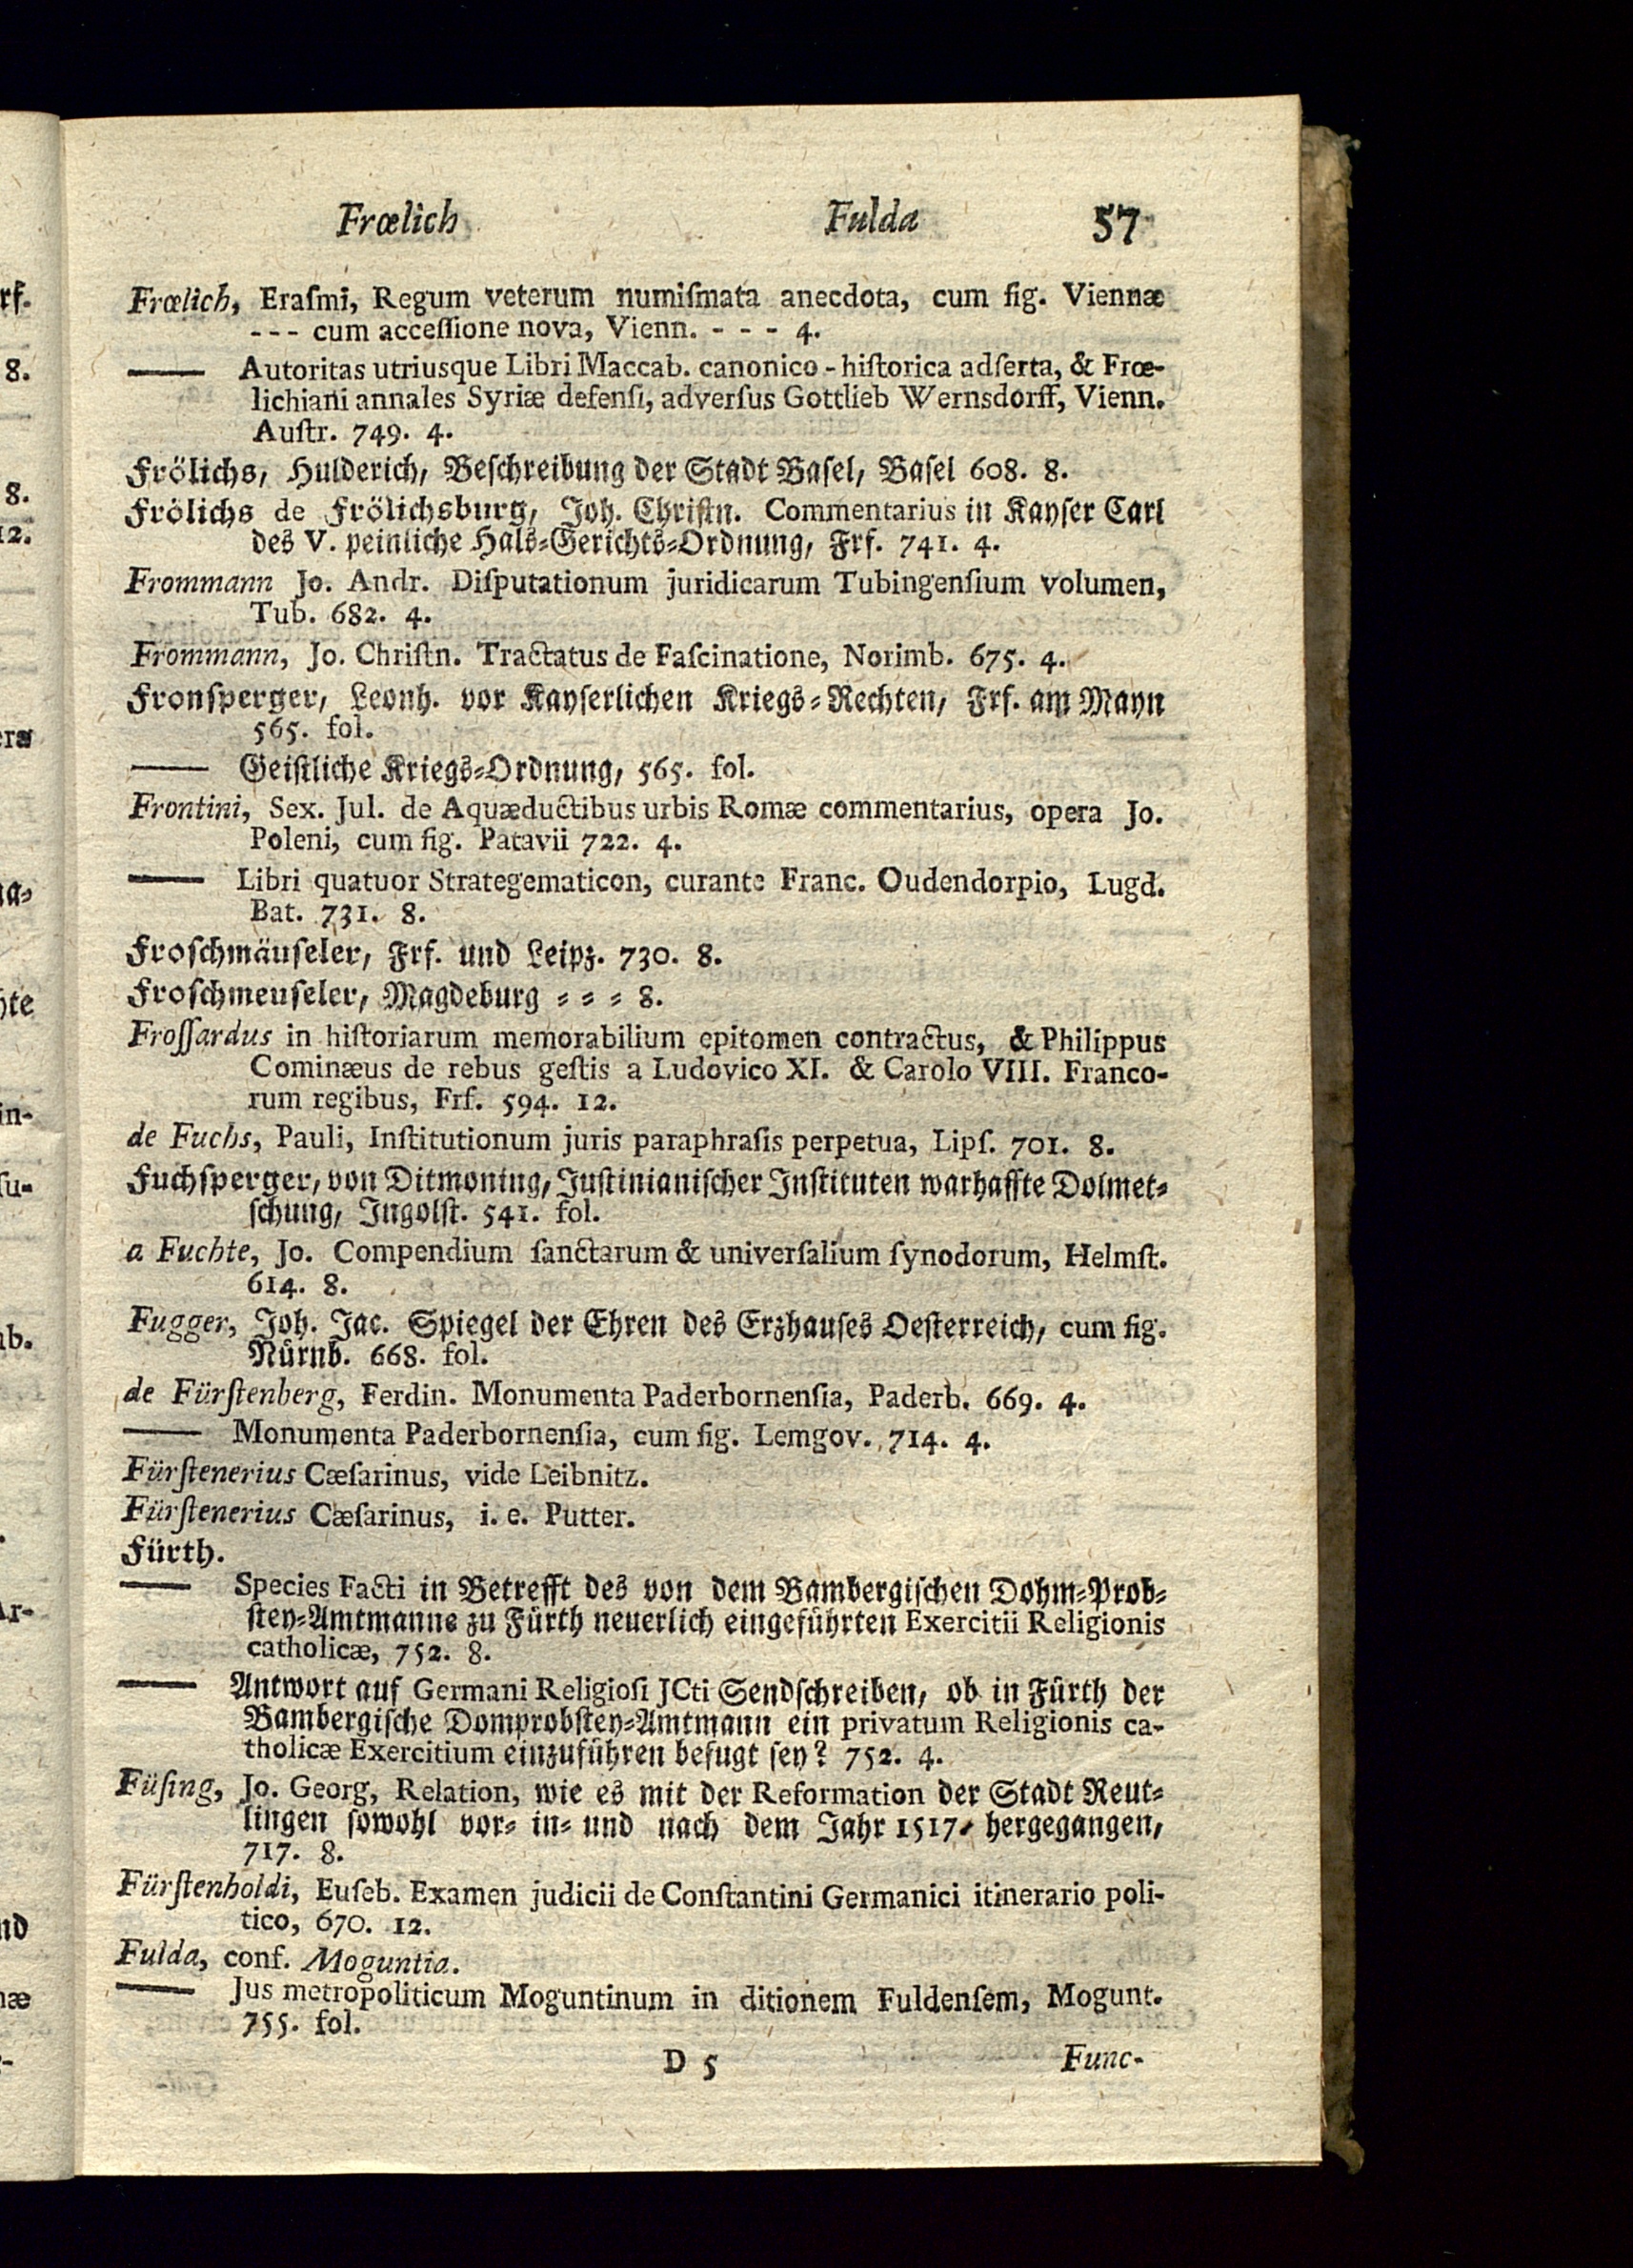 Frœlich Fulda 57
Frœlich, Eraſmi, Regum veterum numiſmata anecdota, cum fig. Viennæ
- - - cum acceſſione nova, Vienn. - - - 4.
—— Autoritas utriusque Libri Maccab. canonico-hiſtorica adſerta, & Frœ-
lichiani annales Syriæ defenſi, adverſus Gottlieb Wernsdorff, Vienn.
Auſtr. 749. 4.
Frölichs, Hulderich, Beſchreibung der Stadt Baſel, Baſel 608. 8.
Frölichs de Frölichsburg, Joh. Chriſtn. Commentarius in Kayſer Carl
des V. peinliche Hals-Gerichts-Ordnung, Frf. 741. 4.
Frommann Jo. Andr. Diſputationum juridicarum Tubingenſium volumen,
Tub. 682. 4.
Frommann, Jo. Chriſtn. Tractatus de Faſcinatione, Norimb. 675. 4.
Fronſperger, Leonh. vor Kayſerlichen Kriegs-Rechten, Frf. am Mayn
565. fol.
—— Geiſtliche Kriegs-Ordnung, 565. fol.
Frontini, Sex. Jul. de Aquæductibus urbis Romæ commentarius, opera Jo.
Poleni, cum fig. Patavii 722. 4.
—— Libri quatuor Strategematicon, curante Franc. Oudendorpio, Lugd.
Bat. 731. 8.
Froſchmäuſeler, Frf. und Leipz. 730. 8.
Froſchmeuſeler, Magdeburg - - - 8.
Froſſardus in hiſtoriarum memorabilium epitomen contractus, & Philippus
Cominæus de rebus geſtis a Ludovico XI. & Carolo VIII. Franco-
rum regibus, Frf. 594. 12.
de Fuchs, Pauli, Inſtitutionum juris paraphraſis perpetua, Lipſ. 701. 8.
Fuchſperger, von Ditmoning, Juſtinianiſcher Inſtituten warhaffte Dolmet-
ſchung, Ingolſt. 541. fol.
a Fuchte, Jo. Compendium ſanctarum & univerſalium ſynodorum, Helmſt.
614. 8.
Fugger, Joh. Jac. Spiegel der Ehren des Erzhauſes Oeſterreich, cum fig.
Nürnb. 668. fol.
de Fürſtenberg, Ferdin. Monumenta Paderbornenſia, Paderb. 669. 4.
—— Monumenta Paderbornenſia, cum fig. Lemgov. 714. 4.
Fürſtenerius Cæſarinus, vide Leibnitz.
Fürſtenerius Cæſarinus, i. e. Putter.
Fürth.
—— Species Facti in Betrefft des von dem Bambergiſchen Dohm-Prob-
ſtey-Amtmanne zu Fürth neuerlich eingeführten Exercitii Religionis
catholicæ, 752. 8.
—— Antwort auf Germani Religioſi JCti Sendſchreiben, ob in Fürth der
Bambergiſche Domprobſtey-Amtmann ein privatum Religionis ca-
tholicæ Exercitium einzuführen befugt ſey? 752. 4.
Füſing, Jo. Georg, Relation, wie es mit der Reformation der Stadt Reut-
lingen ſowohl vor- in- und nach dem Jahr 1517. hergegangen,
717. 8.
Fürſtenholdi, Euſeb. Examen judicii de Conſtantini Germanici itinerario poli-
tico, 670. 12.
Fulda, conf. Moguntia.
—— Jus metropoliticum Moguntinum in ditionem Fuldenſem, Mogunt.
755. fol.
D 5 Func-